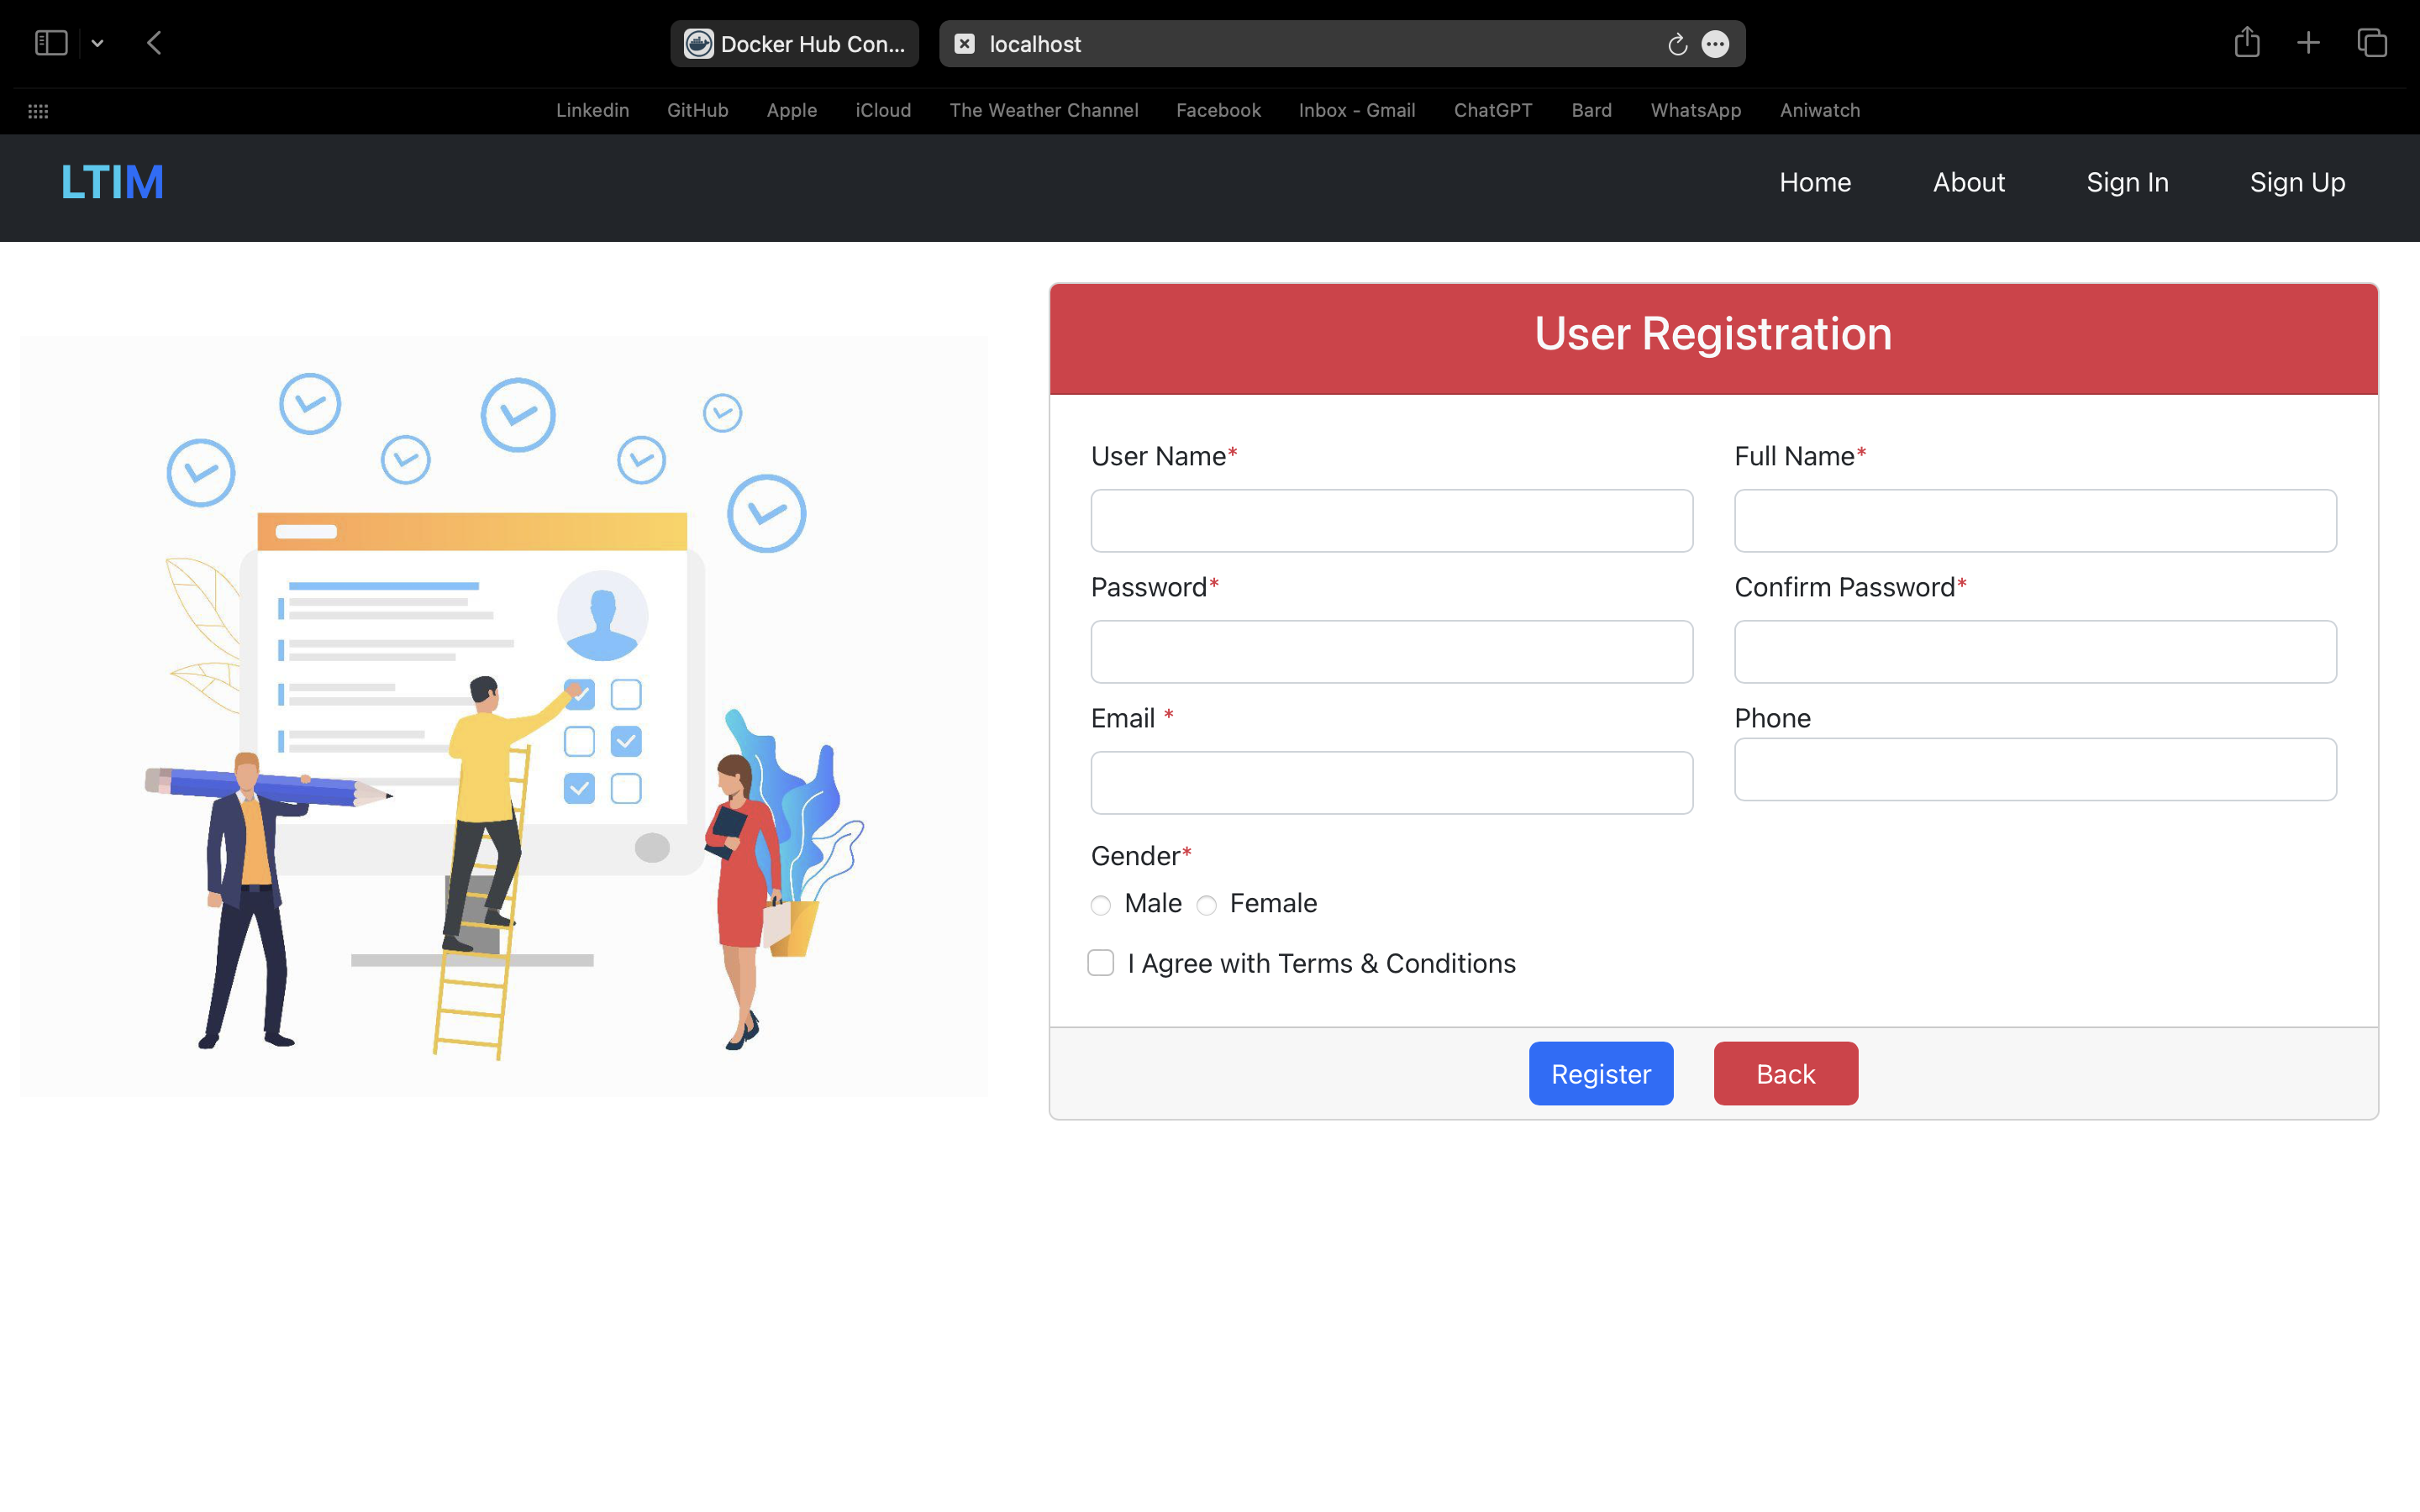 Docker Hub Con... localhost
Linkedin GitHub Apple iCloud The Weather Channel Facebook Inbox - Gmail ChatGPT Bard WhatsApp Aniwatch
LTIM Home About Sign In Sign Up
User Registration
User Name* Full Name*
Password* Confirm Password*
Email * Phone
Gender*
Male Female
I Agree with Terms & Conditions
Register Back